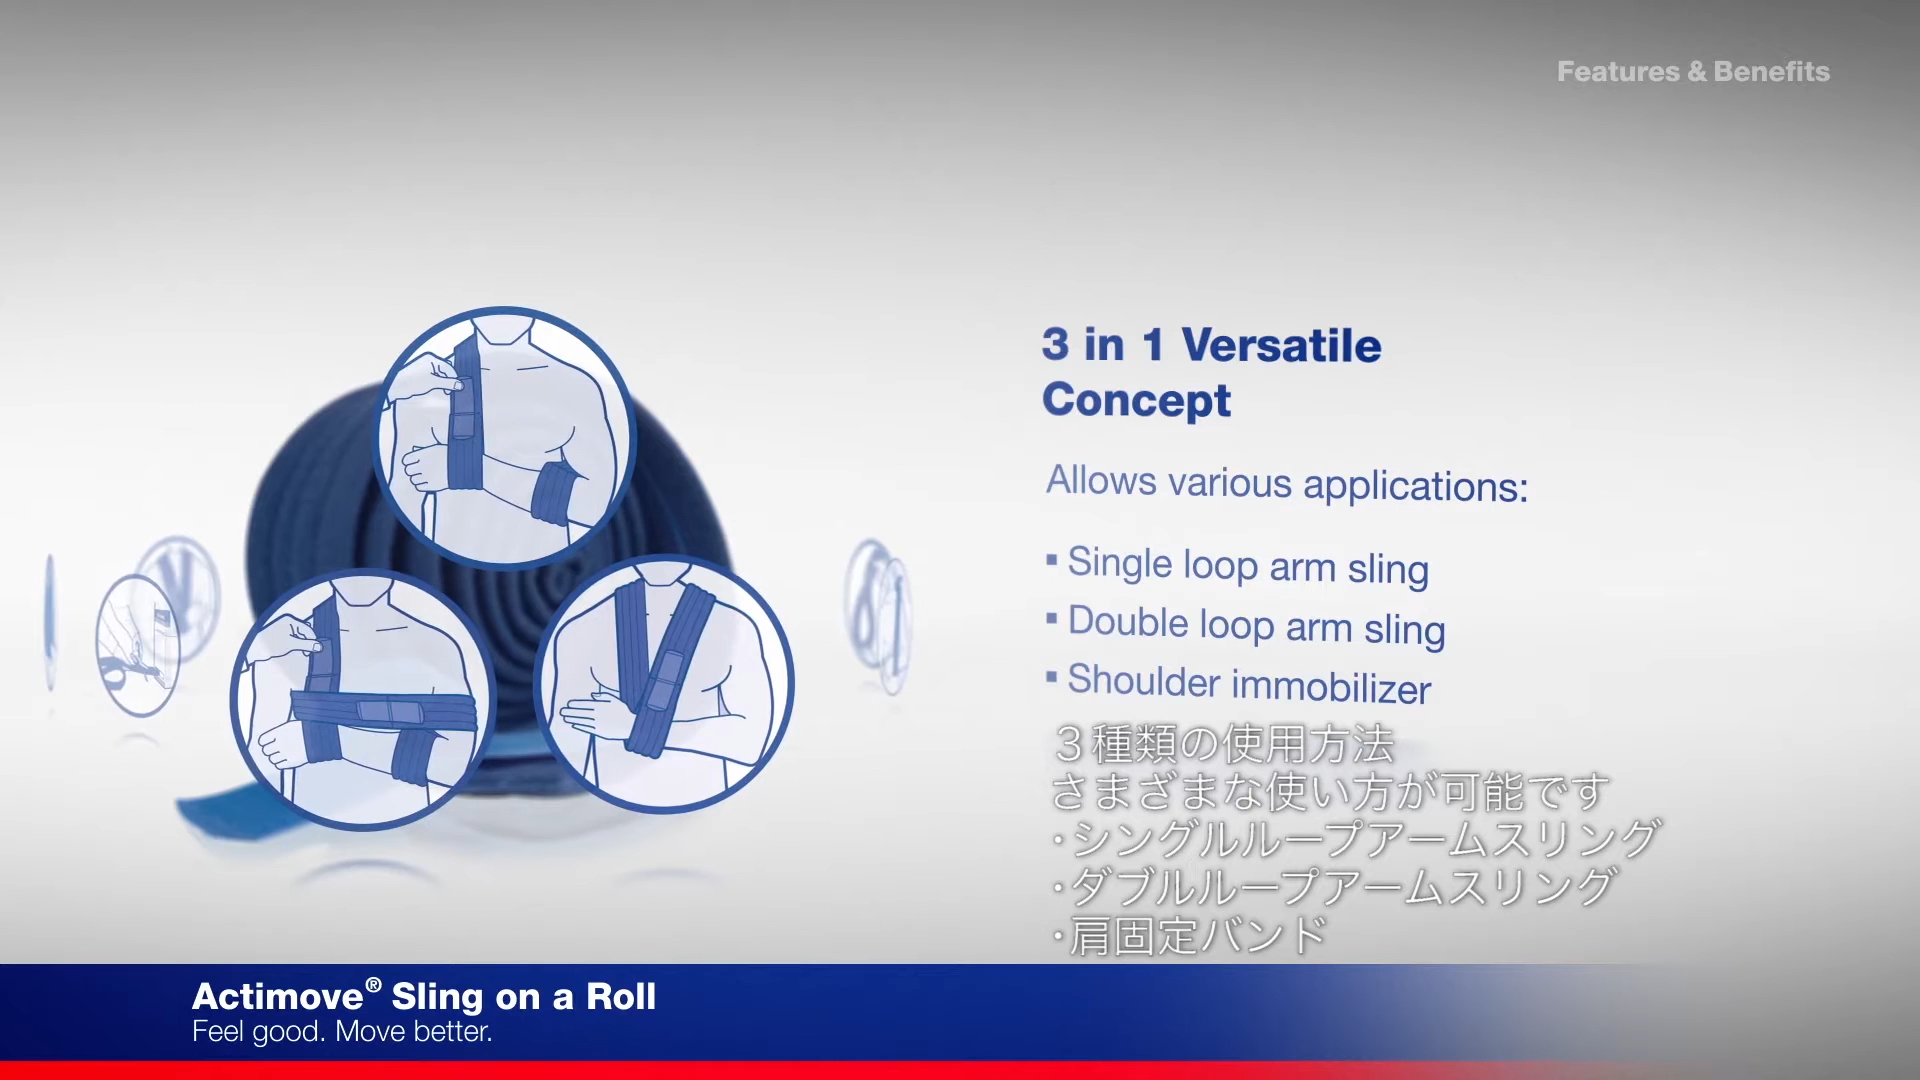 Features & Benefits
3 in 1 Versatile
Concept
Allows various applications:
▪ Single loop arm sling
▪ Double loop arm sling
▪ Shoulder immobilizer
３種類の使用方法
さまざまな使い方が可能です
・シングルループアームスリング
・ダブルループアームスリング
・肩固定バンド
Actimove® Sling on a Roll
Feel good. Move better.